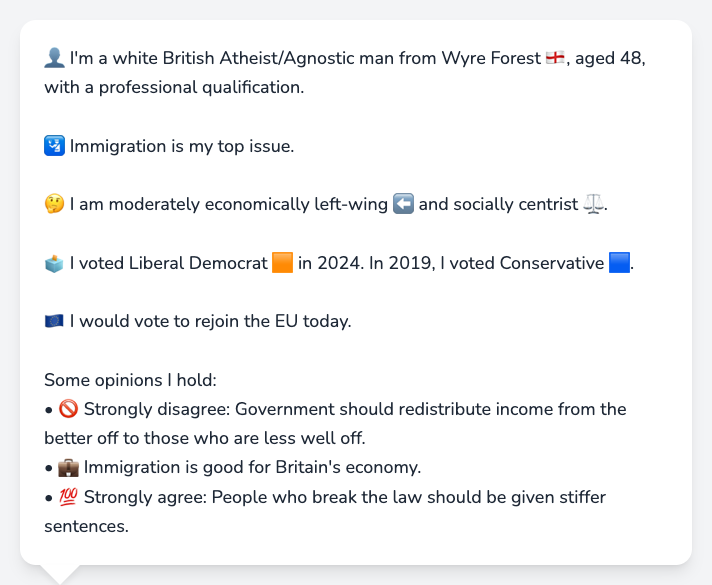 👤 I'm a white British Atheist/Agnostic man from Wyre Forest 🏴󠁧󠁢󠁥󠁮󠁧󠁿, aged 48,
with a professional qualification.
🛂 Immigration is my top issue.
🤔 I am moderately economically left-wing ⬅️ and socially centrist ⚖️.
🗳️ I voted Liberal Democrat 🟧 in 2024. In 2019, I voted Conservative 🟦.
🇪🇺 I would vote to rejoin the EU today.
Some opinions I hold:
• 🚫 Strongly disagree: Government should redistribute income from the
better off to those who are less well off.
• 💼 Immigration is good for Britain's economy.
• 💯 Strongly agree: People who break the law should be given stiffer
sentences.